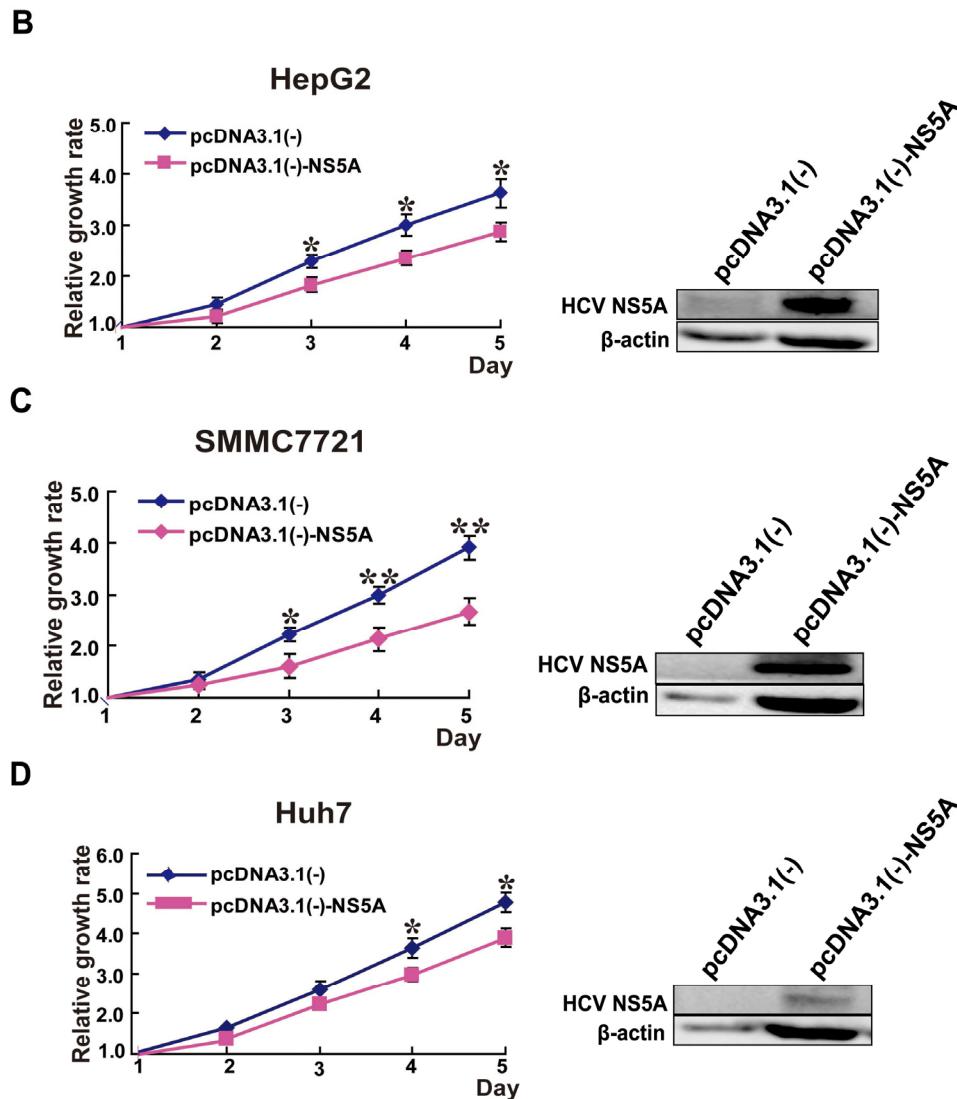 B
HepG2
Relative growth rate
5.0
4.0
3.0
2.0
1.0
pcDNA3.1(-)
pcDNA3.1(-)-NS5A
*
*
*
1 2 3 4 5
Day
pcDNA3.1(-)
pcDNA3.1(-)-NS5A
HCV NS5A
β-actin
C
SMMC7721
Relative growth rate
5.0
4.0
3.0
2.0
1.0
pcDNA3.1(-)
pcDNA3.1(-)-NS5A
*
**
**
1 2 3 4 5
Day
pcDNA3.1(-)
pcDNA3.1(-)-NS5A
HCV NS5A
β-actin
D
Huh7
Relative growth rate
6.0
5.0
4.0
3.0
2.0
1.0
pcDNA3.1(-)
pcDNA3.1(-)-NS5A
*
*
1 2 3 4 5
Day
pcDNA3.1(-)
pcDNA3.1(-)-NS5A
HCV NS5A
β-actin